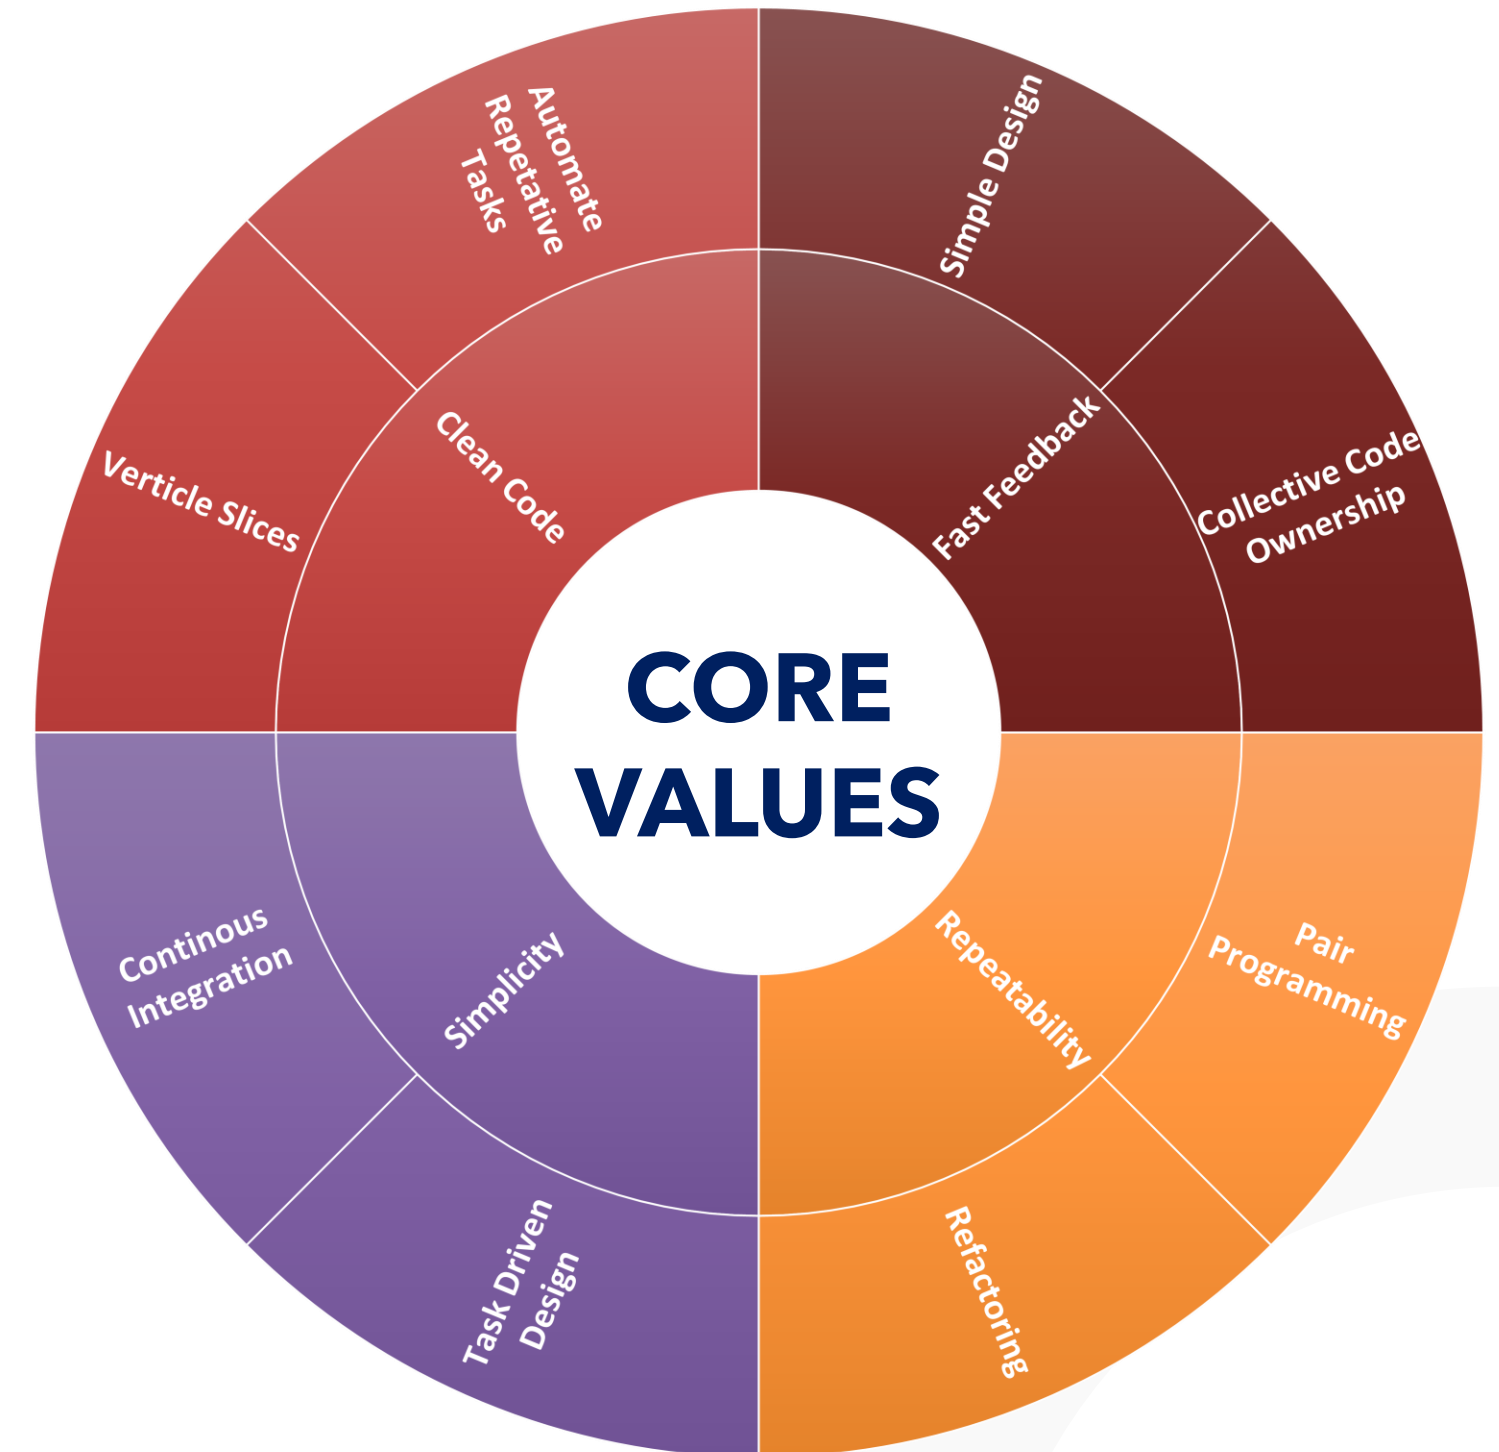 Automate
Repetative
Tasks
Simple Design
Verticle Slices
Clean Code
Fast Feedback
Collective Code
Ownership
CORE
VALUES
Continous
Integration
Simplicity
Repeatability
Pair
Programming
Task Driven
Design
Refactoring